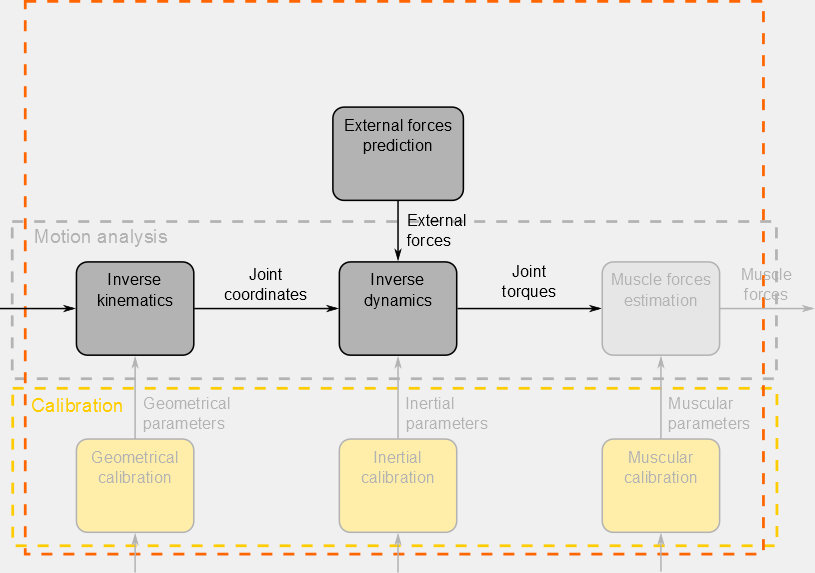 External forces
prediction
External
forces
Motion analysis
Inverse
kinematics
Joint
coordinates
Inverse
dynamics
Joint
torques
Muscle forces
estimation
Muscle
forces
Calibration
Geometrical
parameters
Inertial
parameters
Muscular
parameters
Geometrical
calibration
Inertial
calibration
Muscular
calibration